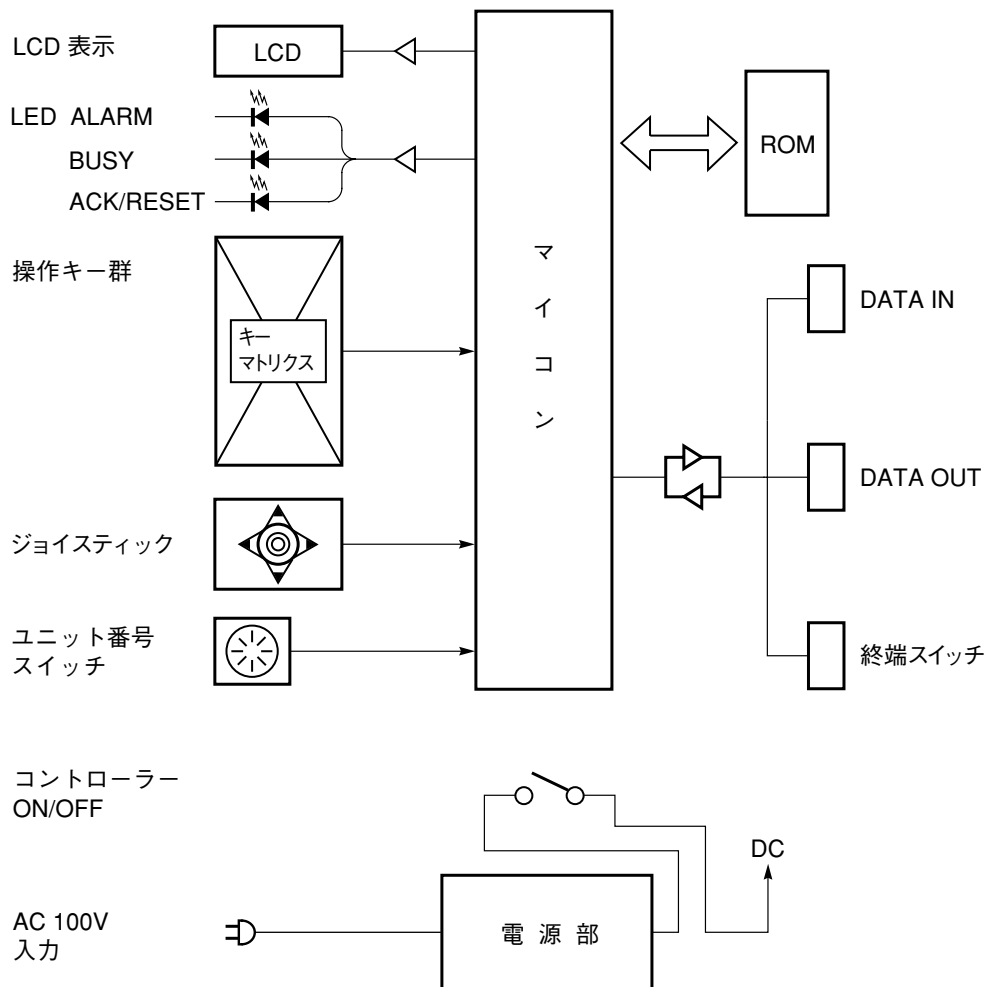 LCD 表示
LCD
LED ALARM
BUSY
ACK/RESET
ROM
マイコン
操作キー群
キー
マトリクス
DATA IN
DATA OUT
ジョイスティック
ユニット番号
スイッチ
終端スイッチ
コントローラー
ON/OFF
DC
AC 100V
入力
電源部